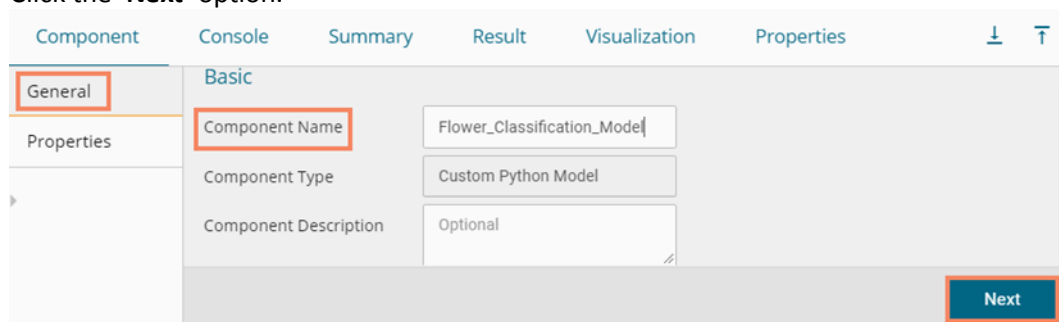 Click the 'Next' option.
Component Console Summary Result Visualization Properties
General
Basic
Component Name Flower_Classification_Model
Properties
Component Type Custom Python Model
Component Description Optional
Next